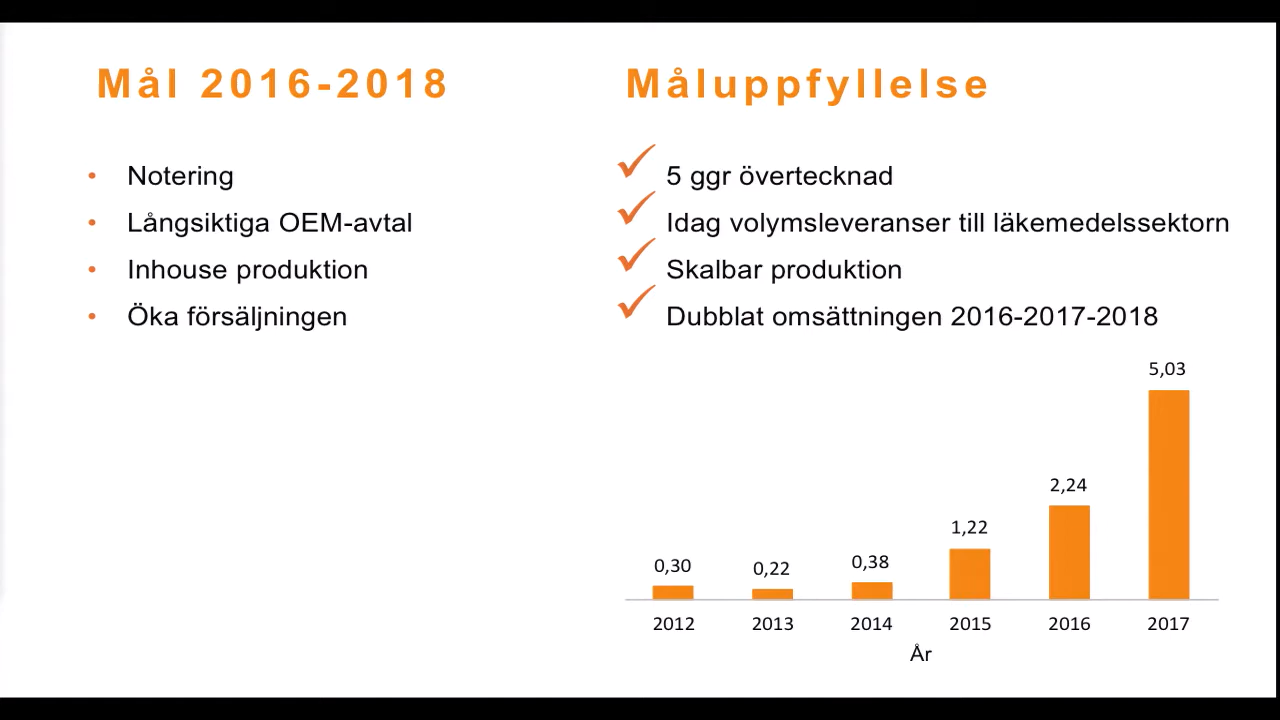 Mål 2016-2018
Notering
Långsiktiga OEM-avtal
Inhouse produktion
Öka försäljningen
Måluppfyllelse
5 ggr övertecknad
Idag volymsleveranser till läkemedelssektorn
Skalbar produktion
Dubblat omsättningen 2016-2017-2018
0,30
0,22
0,38
1,22
2,24
5,03
2012
2013
2014
2015
2016
2017
År